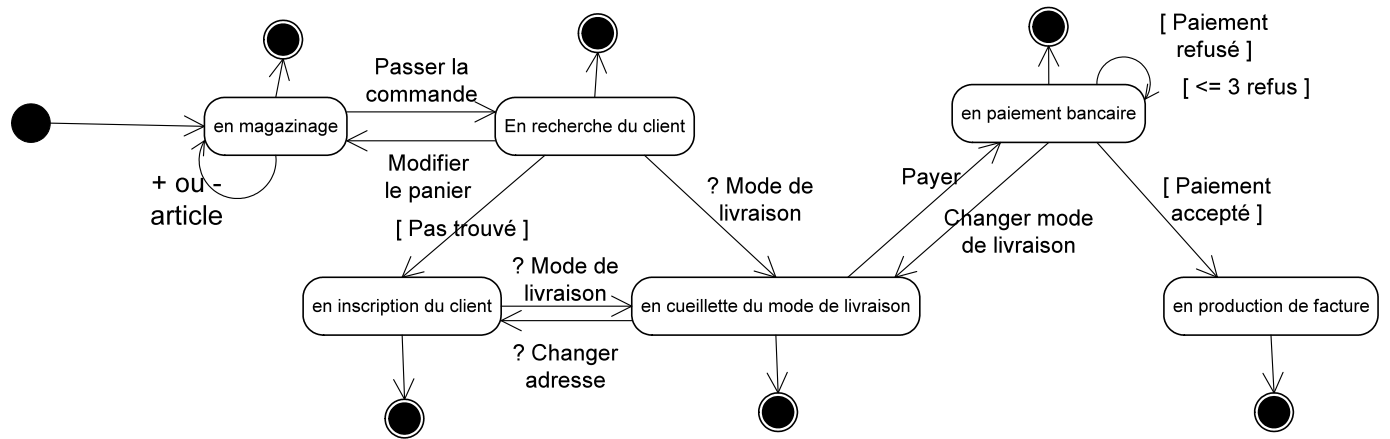 [ Paiement
refusé ]
[ <= 3 refus ]
Passer la
commande
en magazinage
En recherche du client
en paiement bancaire
Modifier
le panier
+ ou -
article
? Mode de
livraison
Payer
[ Paiement
accepté ]
[ Pas trouvé ]
Changer mode
de livraison
? Mode de
livraison
en inscription du client
en cueillette du mode de livraison
en production de facture
? Changer
adresse